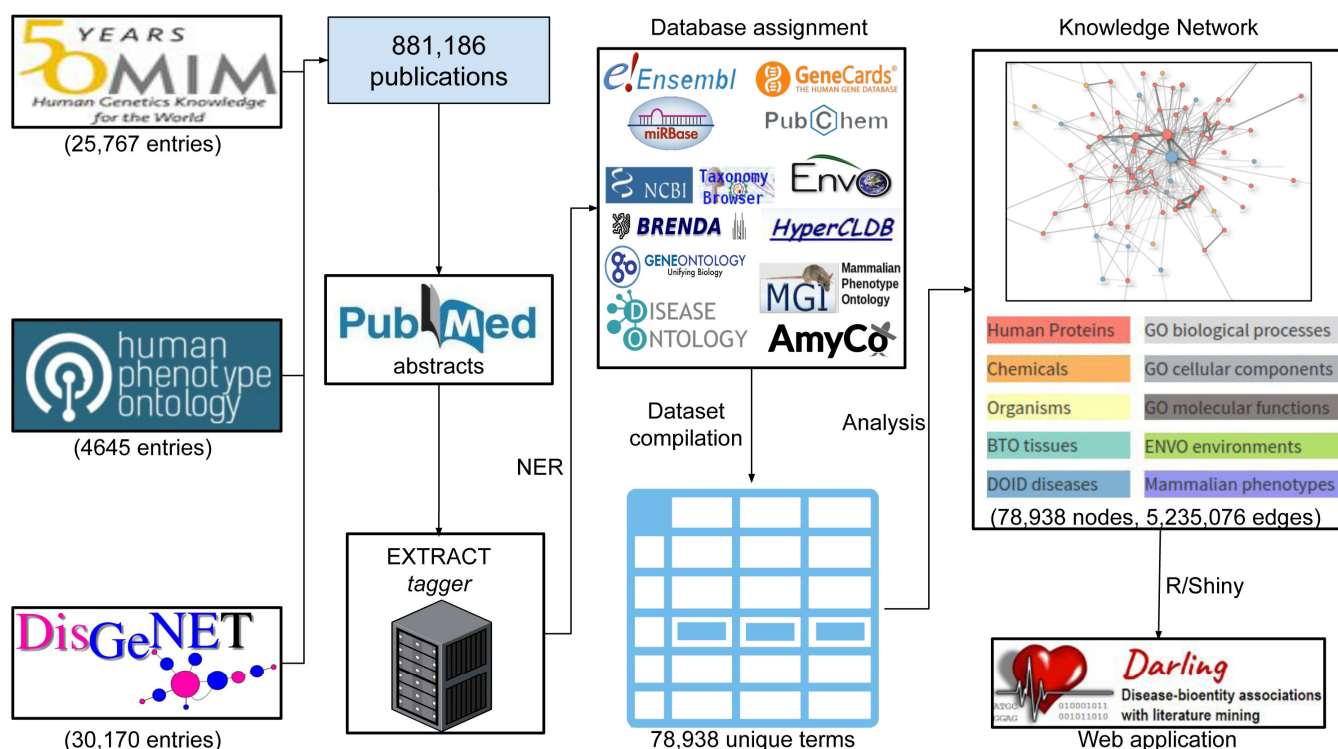 50 YEARS
OMIM
Human Genetics Knowledge
for the World
(25,767 entries)
human
phenotype
ontology
(4645 entries)
DisGeNET
(30,170 entries)
881,186
publications
PubMed
abstracts
EXTRACT
tagger
NER
Database assignment
e!Ensembl
GeneCards®
THE HUMAN GENE DATABASE
miRBase
PubChem
NCBI
Taxonomy
Browser
EnvO
BRENDA
HyperCLDB
GENEONTOLOGY
Unifying Biology
MGI
Mammalian
Phenotype
Ontology
DISEASE
ONTOLOGY
AmyCo
Dataset
compilation
78,938 unique terms
Analysis
Knowledge Network
Human Proteins
GO biological processes
Chemicals
GO cellular components
Organisms
GO molecular functions
BTO tissues
ENVO environments
DOID diseases
Mammalian phenotypes
(78,938 nodes, 5,235,076 edges)
R/Shiny
Darling
Disease-bioentity associations
with literature mining
ATGC
GGAG
010001011
001011010
Web application